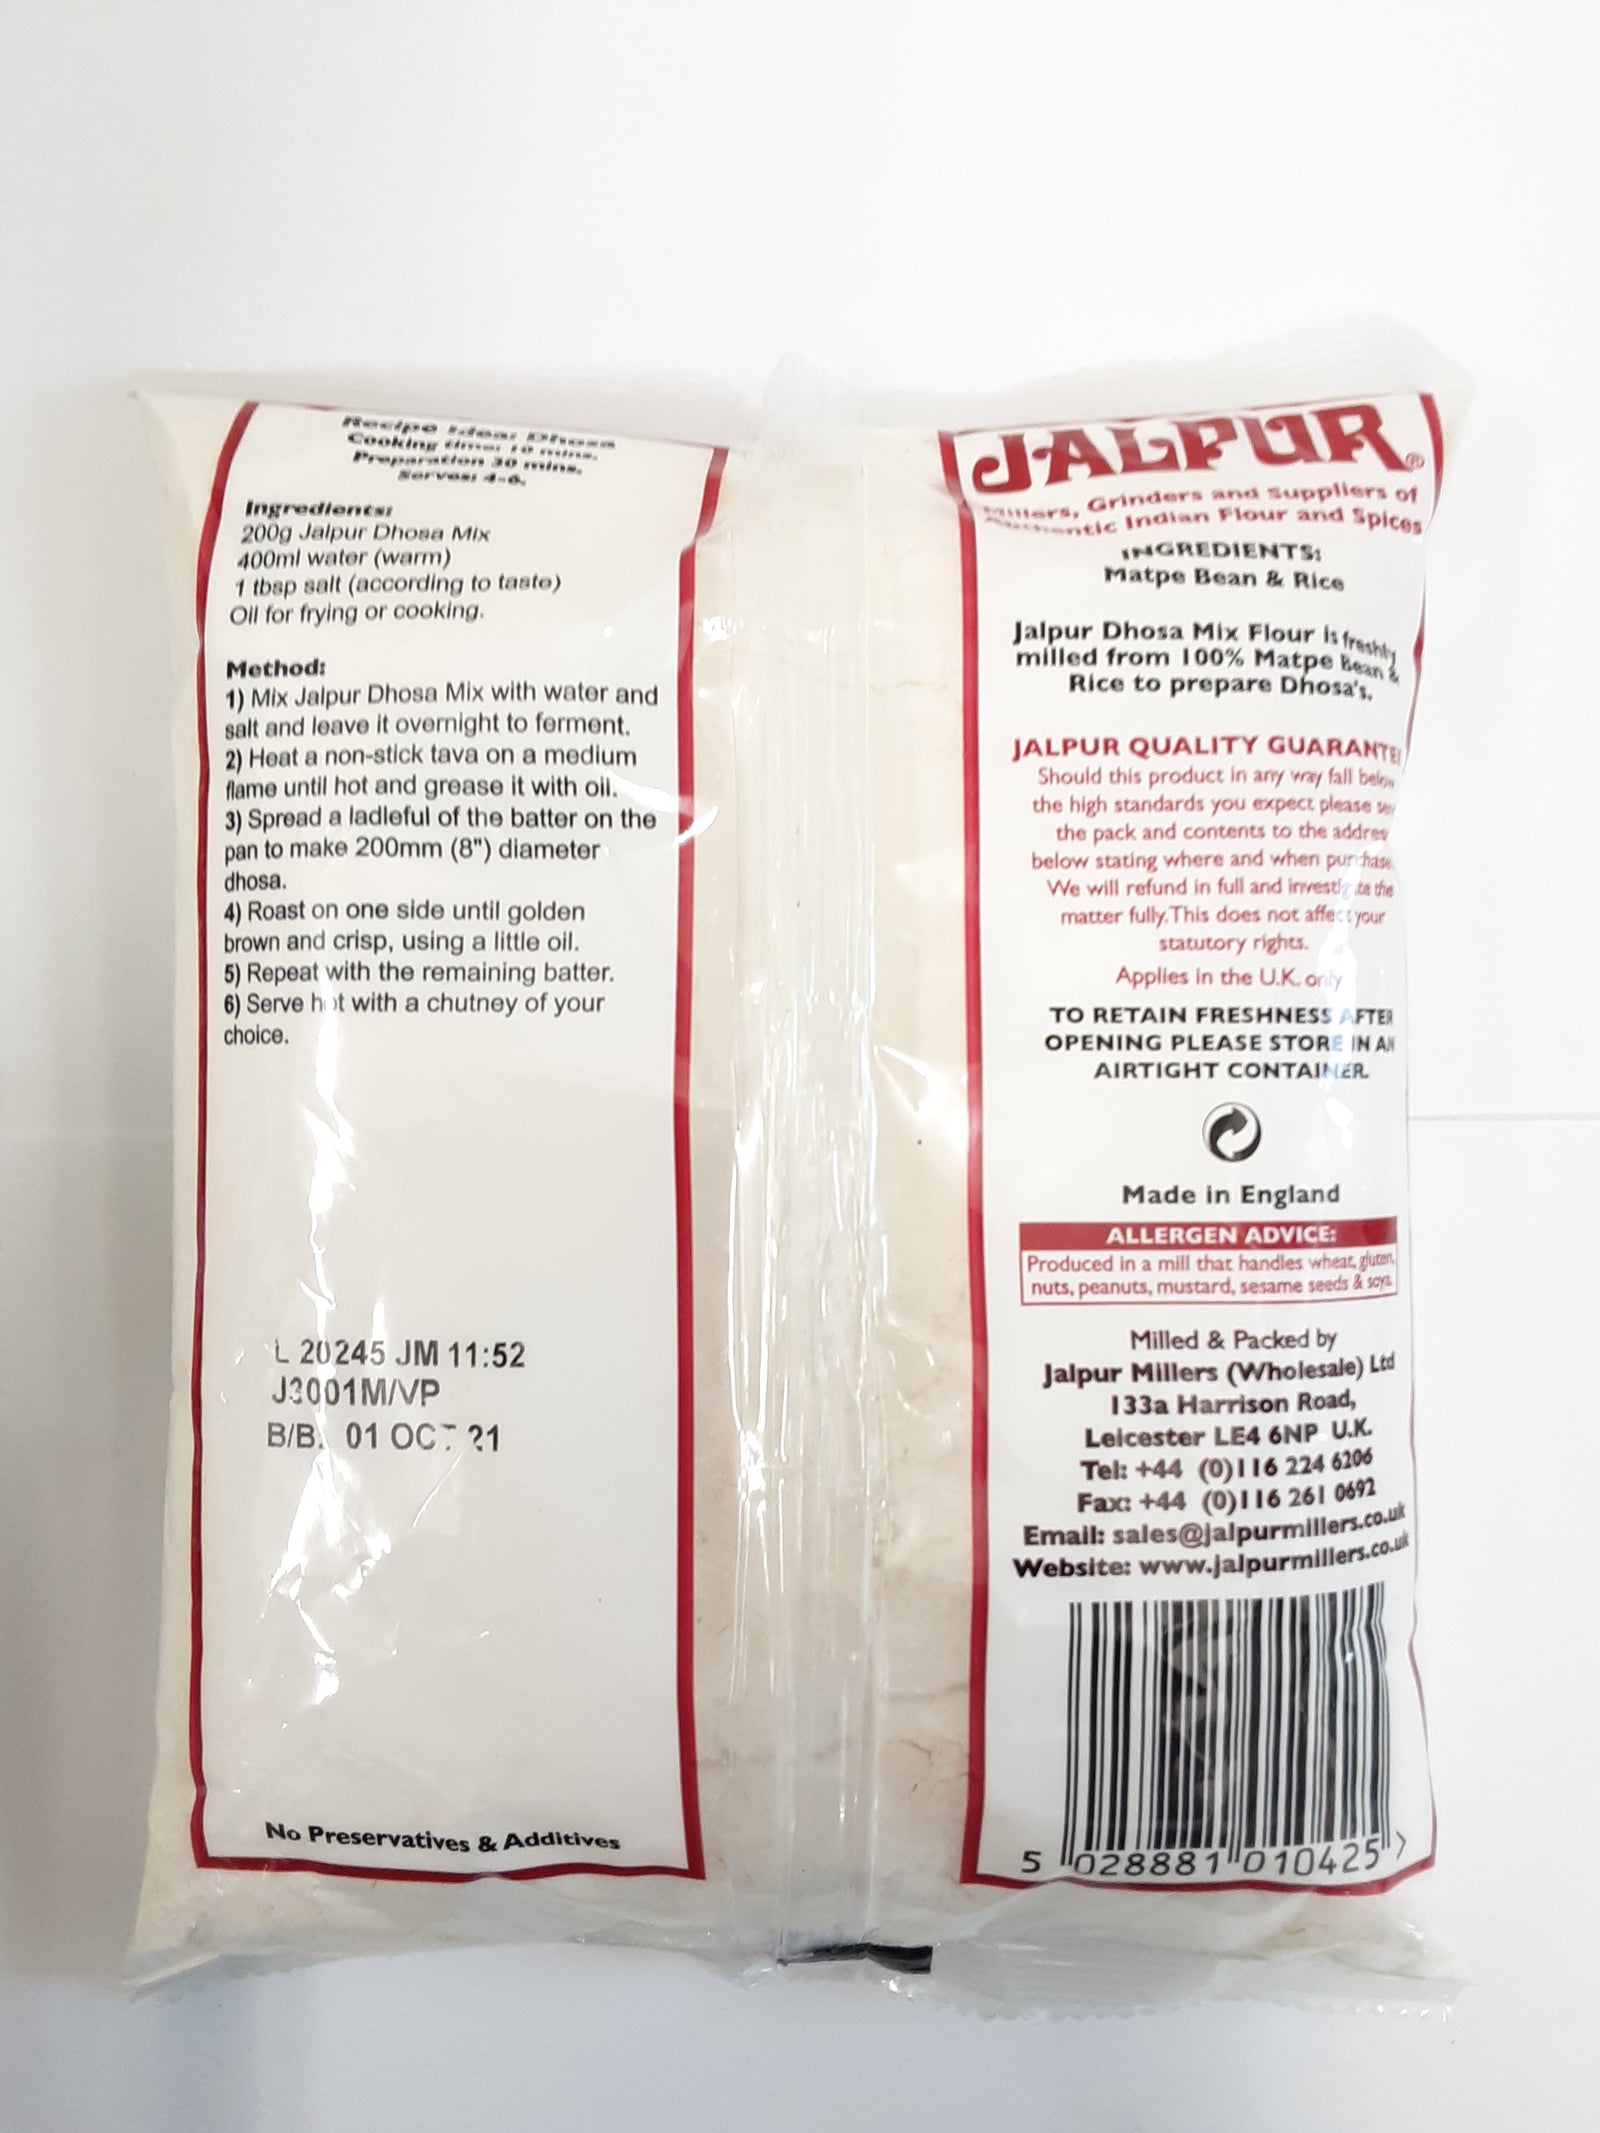 Recipe Idea: Dhosa
Cooking time: 10 mins.
Preparation 30 mins.
Serves: 4-6.
Ingredients:
200g Jalpur Dhosa Mix
400ml water (warm)
1 tbsp salt (according to taste)
Oil for frying or cooking.
Method:
1) Mix Jalpur Dhosa Mix with water and
salt and leave it overnight to ferment.
2) Heat a non-stick tava on a medium
flame until hot and grease it with oil.
3) Spread a ladleful of the batter on the
pan to make 200mm (8") diameter
dhosa.
4) Roast on one side until golden
brown and crisp, using a little oil.
5) Repeat with the remaining batter.
6) Serve hot with a chutney of your
choice.
L 20245 JM 11:52
J3001M/VP
B/B. 01 OCT 21
No Preservatives & Additives
JALPUR®
Millers, Grinders and Suppliers of
Authentic Indian Flour and Spices
INGREDIENTS:
Matpe Bean & Rice
Jalpur Dhosa Mix Flour is freshly
milled from 100% Matpe Bean &
Rice to prepare Dhosa's.
JALPUR QUALITY GUARANTEE
Should this product in any way fall below
the high standards you expect please
the pack and contents to the
below stating where and when
We will refund in full and investigate the
matter fully. This does not affect your
statutory rights.
Applies in the U.K. only
TO RETAIN FRESHNESS AFTER
OPENING PLEASE STORE IN AN
AIRTIGHT CONTAINER.
Made in England
ALLERGEN ADVICE:
Produced in a mill that handles wheat, gluten,
nuts, peanuts, mustard, sesame seeds & soya.
Milled & Packed by
Jalpur Millers (Wholesale) Ltd
133a Harrison Road,
Leicester LE4 6NP U.K.
Tel: +44 (0)116 224 6206
Fax: +44 (0)116 261 0692
Email: sales@jalpurmillers.co.uk
Website: www.jalpurmillers.co.uk
5 028881 010425 >